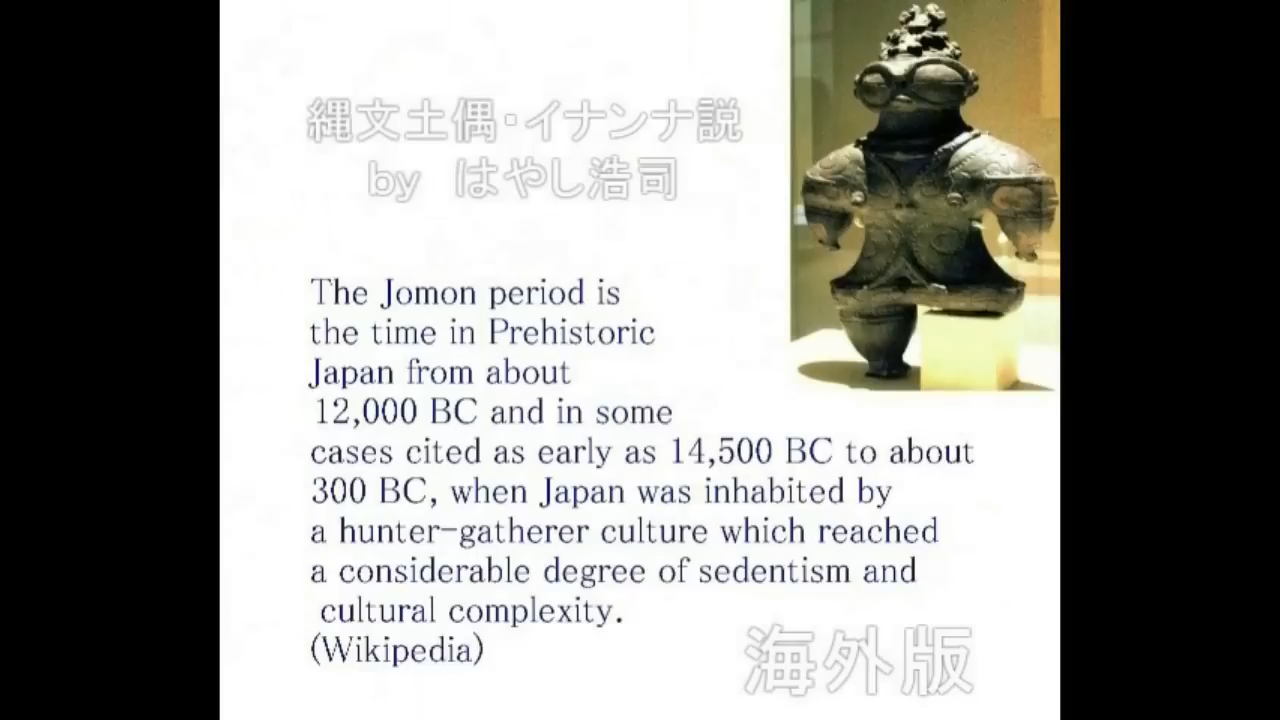 縄文土偶・イナンナ説
by はやし浩司
The Jomon period is
the time in Prehistoric
Japan from about
12,000 BC and in some
cases cited as early as 14,500 BC to about
300 BC, when Japan was inhabited by
a hunter-gatherer culture which reached
a considerable degree of sedentism and
cultural complexity.
(Wikipedia)
海外版